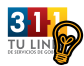 311
TU LIN
DE SERVICIOS DE GO